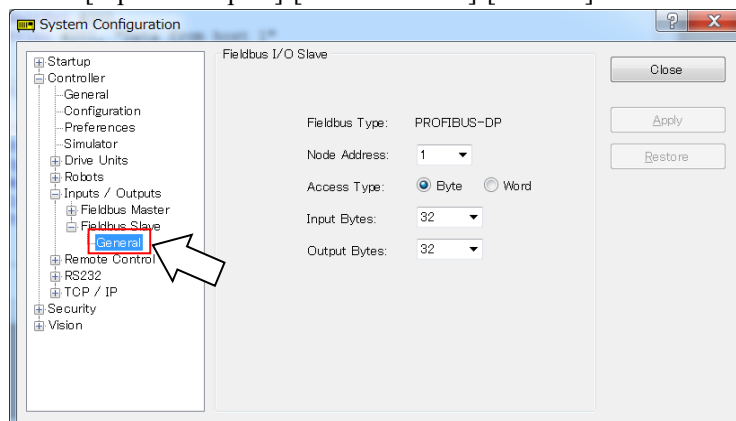 System Configuration
Startup
Controller
General
Configuration
Preferences
Simulator
Drive Units
Robots
Inputs / Outputs
Fieldbus Master
Fieldbus Slave
General
Remote Control
RS232
TCP / IP
Security
Vision
Fieldbus I/O Slave
Fieldbus Type: PROFIBUS-DP
Node Address: 1
Access Type: Byte Word
Input Bytes: 32
Output Bytes: 32
Close
Apply
Restore